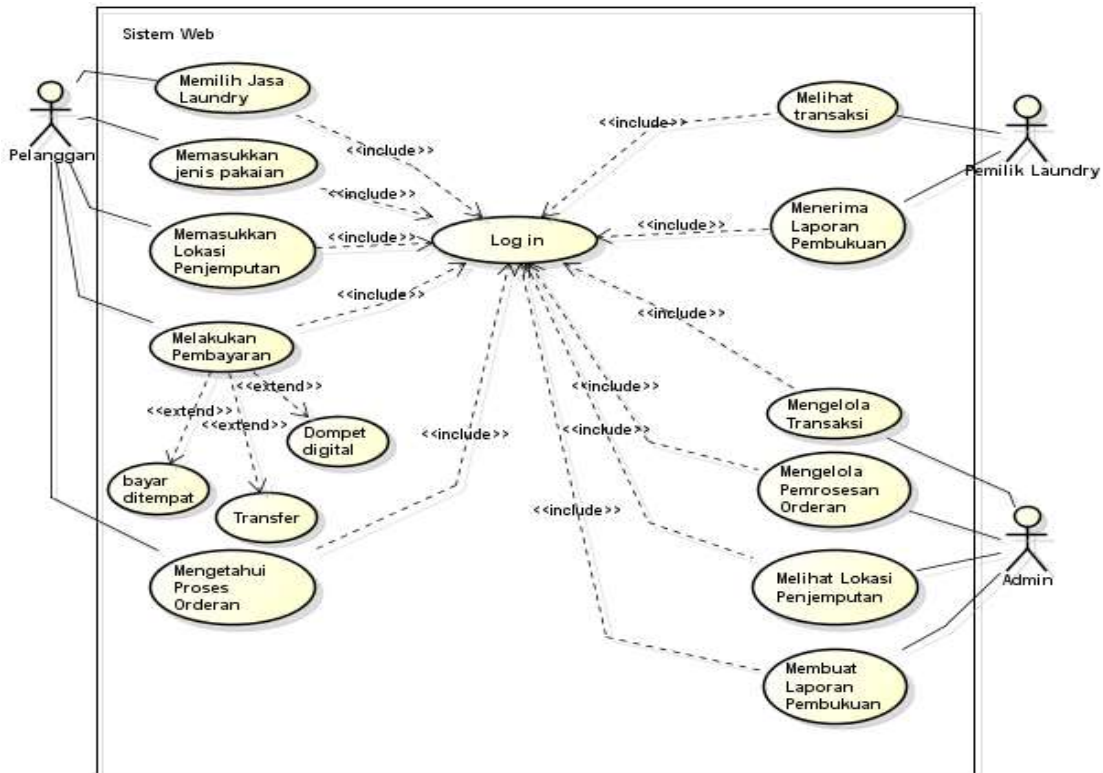 Sistem Web
Pelanggan
Memilih Jasa
Laundry
Memasukkan
jenis pakaian
Memasukkan
Lokasi
Penjemputan
Melakukan
Pembayaran
<<extend>>
<<extend>>
<<extend>>
bayar
ditempat
Transfer
Dompet
digital
Mengetahui
Proses
Orderan
<<include>>
<<include>>
<<include>>
<<include>>
<<include>>
Log in
<<include>>
<<include>>
<<include>>
<<include>>
<<include>>
<<include>>
Melihat
transaksi
Menerima
Laporan
Pembukuan
Pemilik Laundry
Mengelola
Transaksi
Mengelola
Pemrosesan
Orderan
Melihat Lokasi
Penjemputan
Membuat
Laporan
Pembukuan
Admin